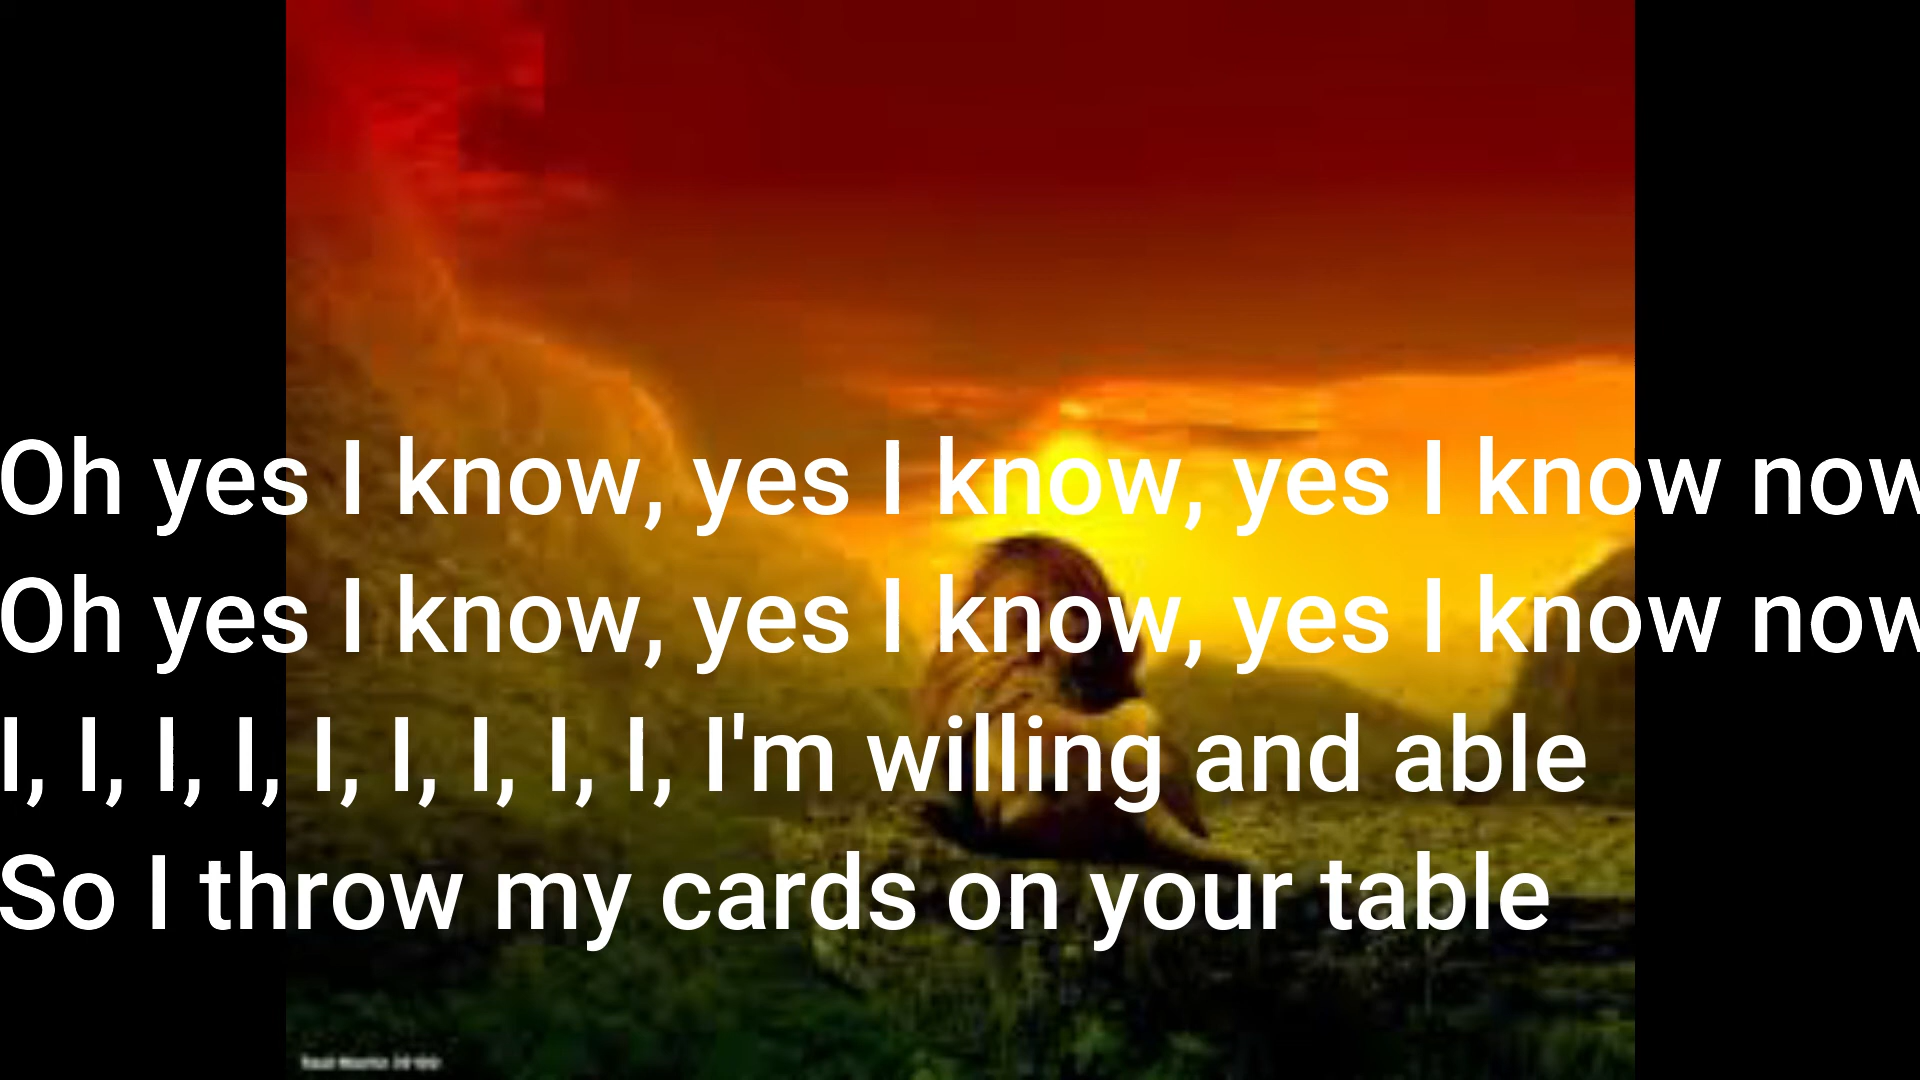 Oh yes I know, yes I know, yes I know now
Oh yes I know, yes I know, yes I know now
I, I, I, I, I, I, I, I, I, I'm willing and able
So I throw my cards on your table